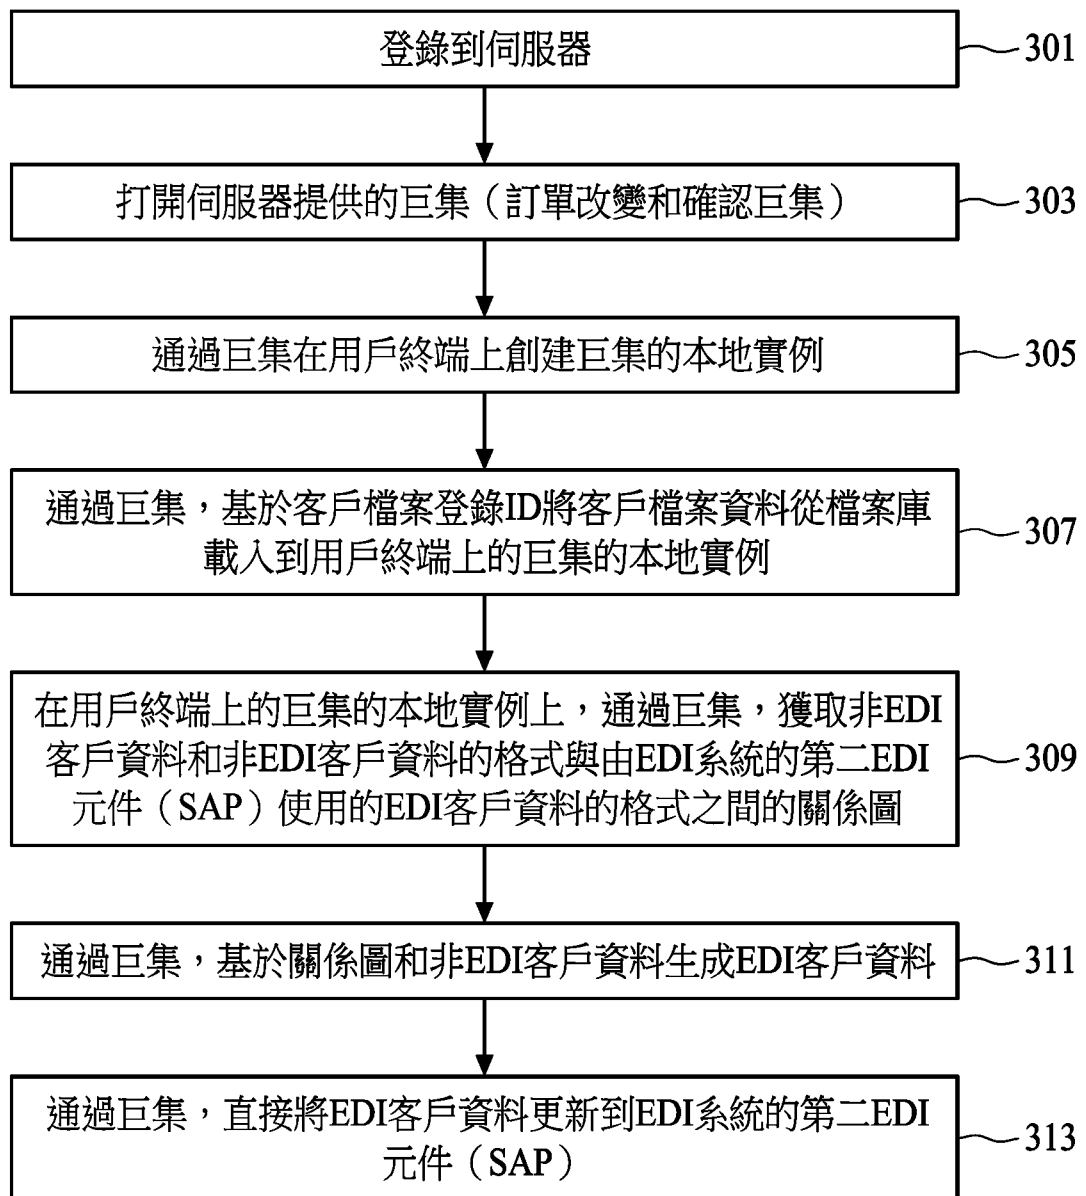 登錄到伺服器
301
打開伺服器提供的巨集（訂單改變和確認巨集）
303
通過巨集在用戶終端上創建巨集的本地實例
305
通過巨集，基於客戶檔案登錄ID將客戶檔案資料從檔案庫
載入到用戶終端上的巨集的本地實例
307
在用戶終端上的巨集的本地實例上，通過巨集，獲取非EDI
客戶資料和非EDI客戶資料的格式與由EDI系統的第二EDI
元件（SAP）使用的EDI客戶資料的格式之間的關係圖
309
通過巨集，基於關係圖和非EDI客戶資料生成EDI客戶資料
311
通過巨集，直接將EDI客戶資料更新到EDI系統的第二EDI
元件（SAP）
313